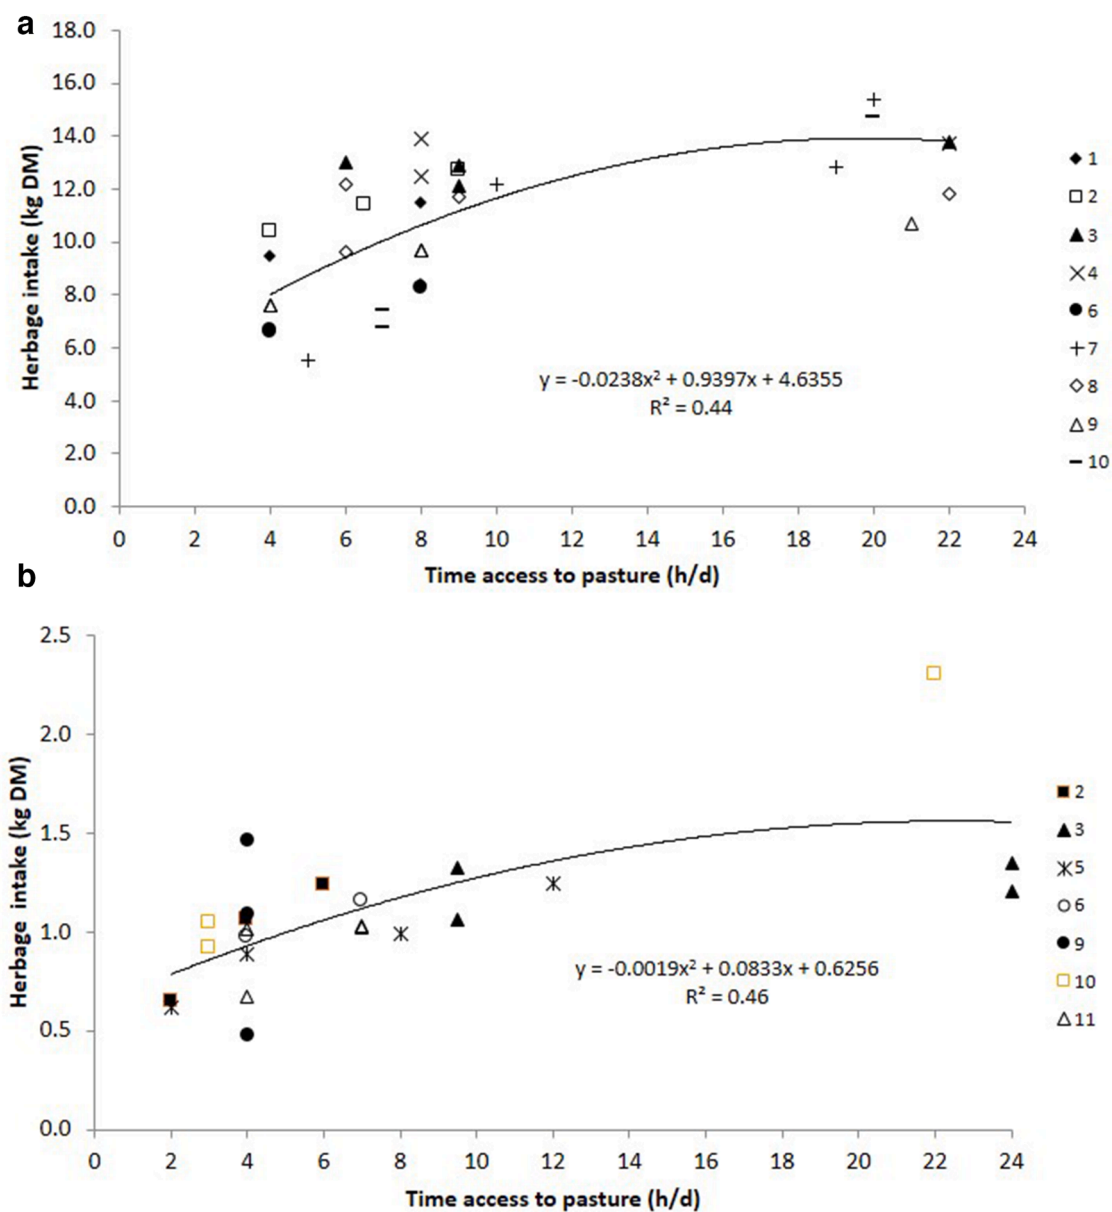 a
18.0
16.0
14.0
12.0
10.0
8.0
6.0
4.0
2.0
0.0
Herbage intake (kg DM)
y = -0.0238x² + 0.9397x + 4.6355
R² = 0.44
1
2
3
4
6
7
8
9
10
0 2 4 6 8 10 12 14 16 18 20 22 24
Time access to pasture (h/d)
b
2.5
2.0
1.5
1.0
0.5
0.0
Herbage intake (kg DM)
y = -0.0019x² + 0.0833x + 0.6256
R² = 0.46
2
3
5
6
9
10
11
0 2 4 6 8 10 12 14 16 18 20 22 24
Time access to pasture (h/d)